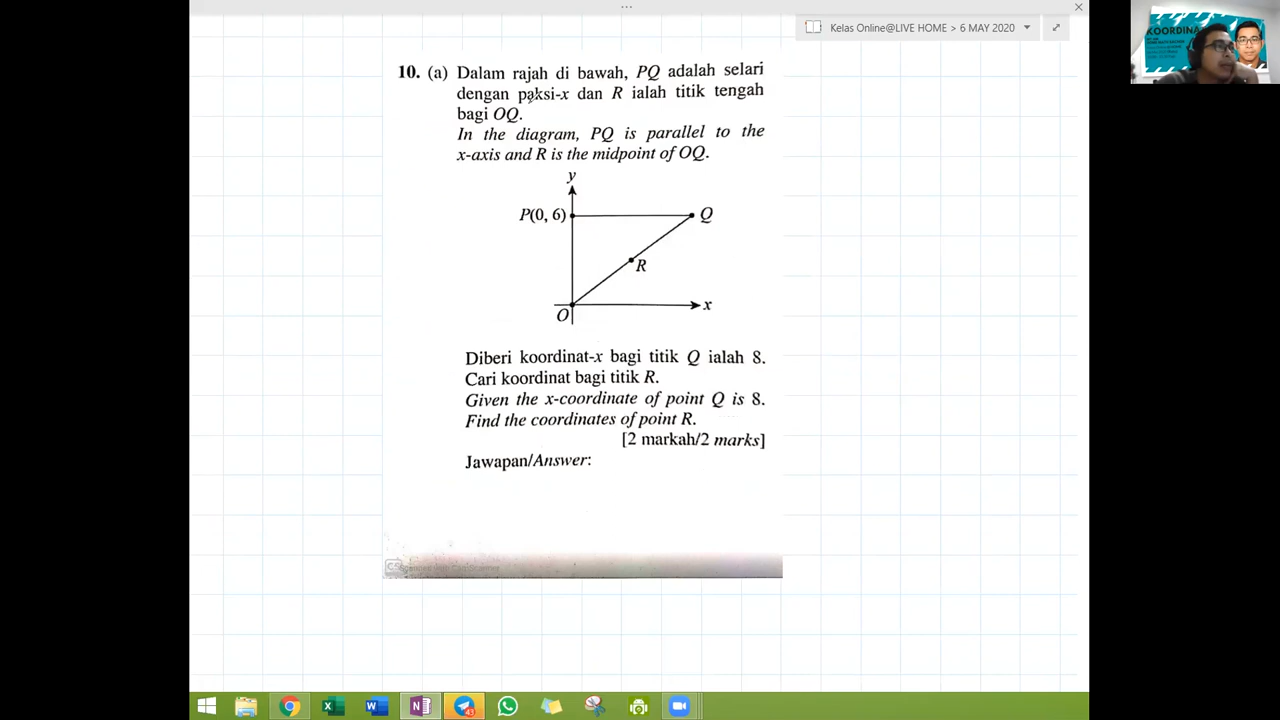 Kelas Online@LIVE HOME > 6 MAY 2020
KOORDINA
10. (a) Dalam rajah di bawah, PQ adalah selari
dengan paksi-x dan R ialah titik tengah
bagi OQ.
In the diagram, PQ is parallel to the
x-axis and R is the midpoint of OQ.
y
P(0, 6)
Q
R
O
x
Diberi koordinat-x bagi titik Q ialah 8.
Cari koordinat bagi titik R.
Given the x-coordinate of point Q is 8.
Find the coordinates of point R.
[2 markah/2 marks]
Jawapan/Answer: